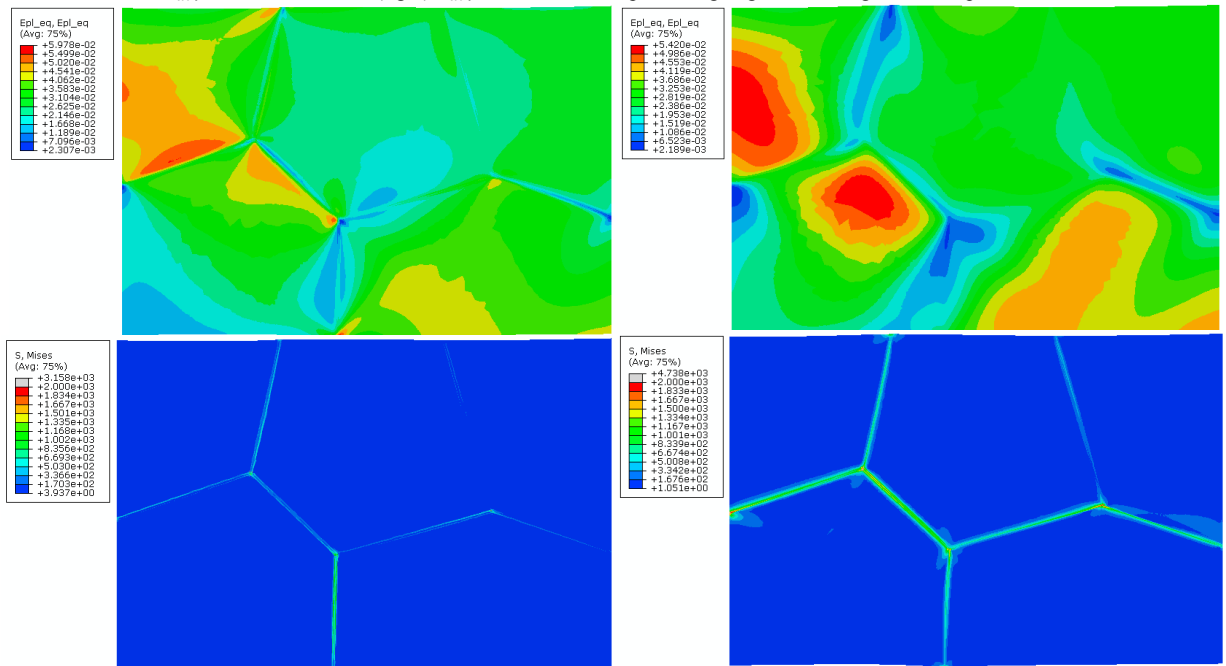 Epl_eq, Epl_eq
(Avg: 75%)
+5.978e-02
+5.499e-02
+5.020e-02
+4.541e-02
+4.062e-02
+3.583e-02
+3.104e-02
+2.625e-02
+2.146e-02
+1.668e-02
+1.189e-02
+7.096e-03
+2.307e-03
Epl_eq, Epl_eq
(Avg: 75%)
+5.420e-02
+4.986e-02
+4.553e-02
+4.119e-02
+3.686e-02
+3.253e-02
+2.819e-02
+2.386e-02
+1.953e-02
+1.519e-02
+1.086e-02
+6.523e-03
+2.189e-03
S, Mises
(Avg: 75%)
+3.158e+03
+2.000e+03
+1.834e+03
+1.667e+03
+1.501e+03
+1.335e+03
+1.168e+03
+1.002e+03
+8.356e+02
+6.693e+02
+5.030e+02
+3.366e+02
+1.703e+02
+3.937e+00
S, Mises
(Avg: 75%)
+4.738e+03
+2.000e+03
+1.833e+03
+1.667e+03
+1.500e+03
+1.334e+03
+1.167e+03
+1.001e+03
+8.339e+02
+6.674e+02
+5.008e+02
+3.342e+02
+1.676e+02
+1.051e+00